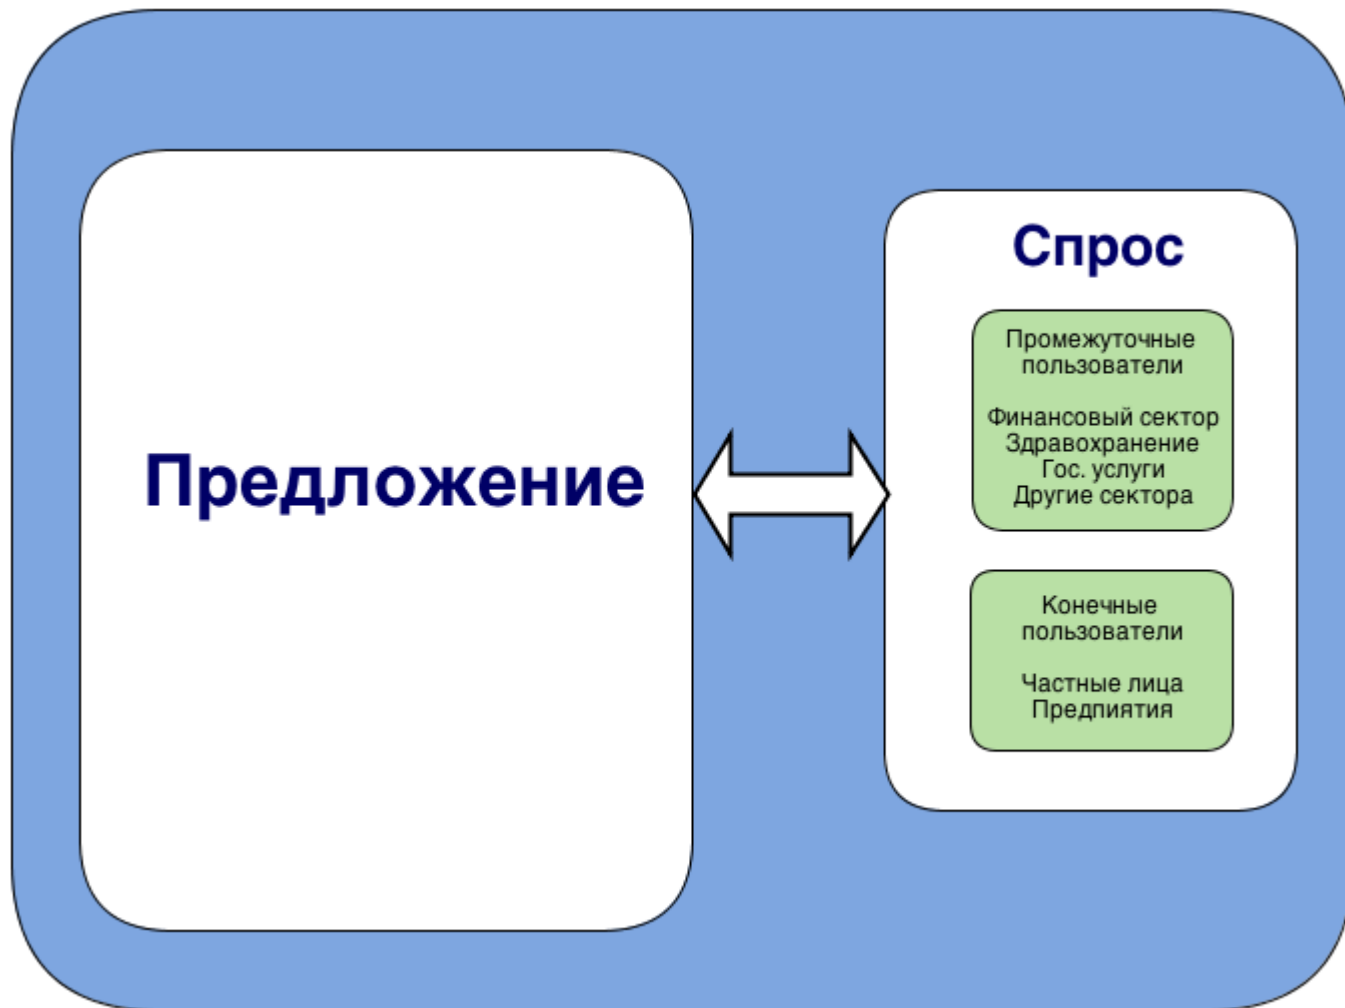 Предложение
Спрос
Промежуточные
пользователи
Финансовый сектор
Здравохранение
Гос. услуги
Другие сектора
Конечные
пользователи
Частные лица
Предпиятия